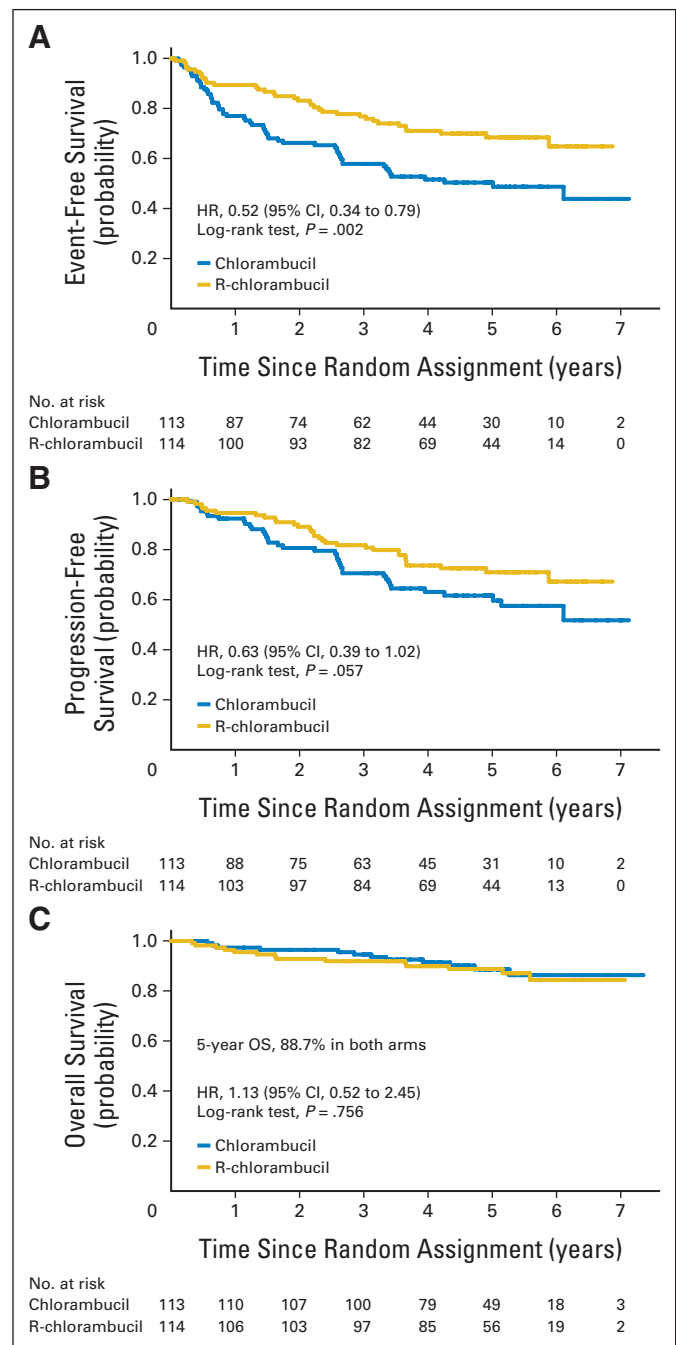 A
Event-Free Survival
(probability)
1.0
0.8
0.6
0.4
0.2
HR, 0.52 (95% CI, 0.34 to 0.79)
Log-rank test, P = .002
Chlorambucil
R-chlorambucil
0 1 2 3 4 5 6 7
Time Since Random Assignment (years)
No. at risk
Chlorambucil 113 87 74 62 44 30 10 2
R-chlorambucil 114 100 93 82 69 44 14 0
B
Progression-Free
Survival (probability)
1.0
0.8
0.6
0.4
0.2
HR, 0.63 (95% CI, 0.39 to 1.02)
Log-rank test, P = .057
Chlorambucil
R-chlorambucil
0 1 2 3 4 5 6 7
Time Since Random Assignment (years)
No. at risk
Chlorambucil 113 88 75 63 45 31 10 2
R-chlorambucil 114 103 97 84 69 44 13 0
C
Overall Survival
(probability)
1.0
0.8
0.6
0.4
0.2
5-year OS, 88.7% in both arms
HR, 1.13 (95% CI, 0.52 to 2.45)
Log-rank test, P = .756
Chlorambucil
R-chlorambucil
0 1 2 3 4 5 6 7
Time Since Random Assignment (years)
No. at risk
Chlorambucil 113 110 107 100 79 49 18 3
R-chlorambucil 114 106 103 97 85 56 19 2